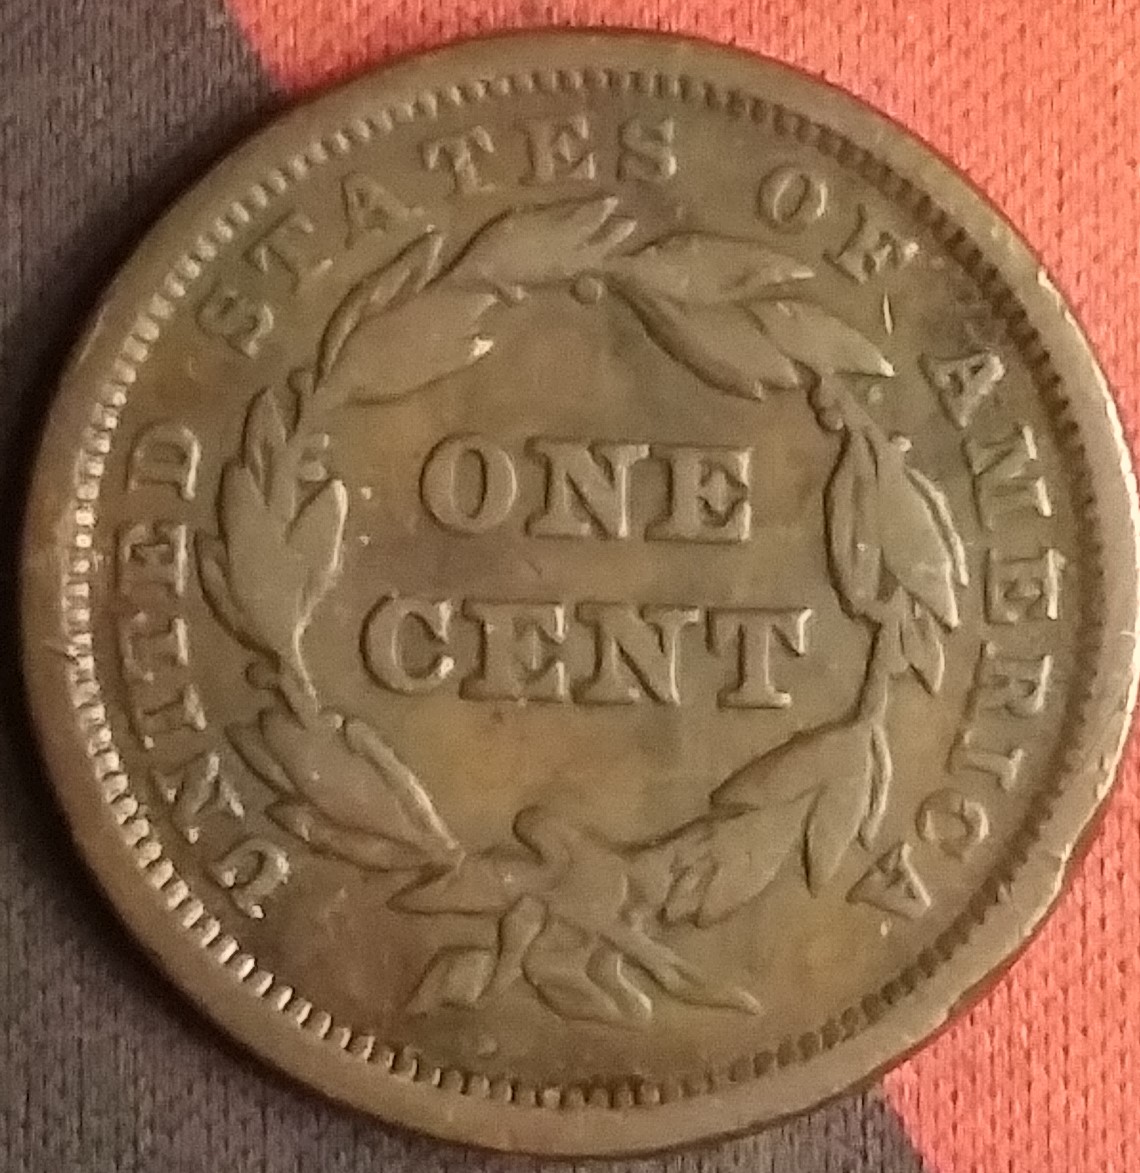 UNITED STATES OF AMERICA
ONE
CENT